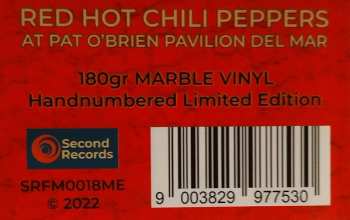 RED HOT CHILI PEPPERS
AT PAT O'BRIEN PAVILION DEL MAR
180gr MARBLE VINYL
Handnumbered Limited Edition
Second
Records
SRFM0018ME
© 2022
9 003829 977530